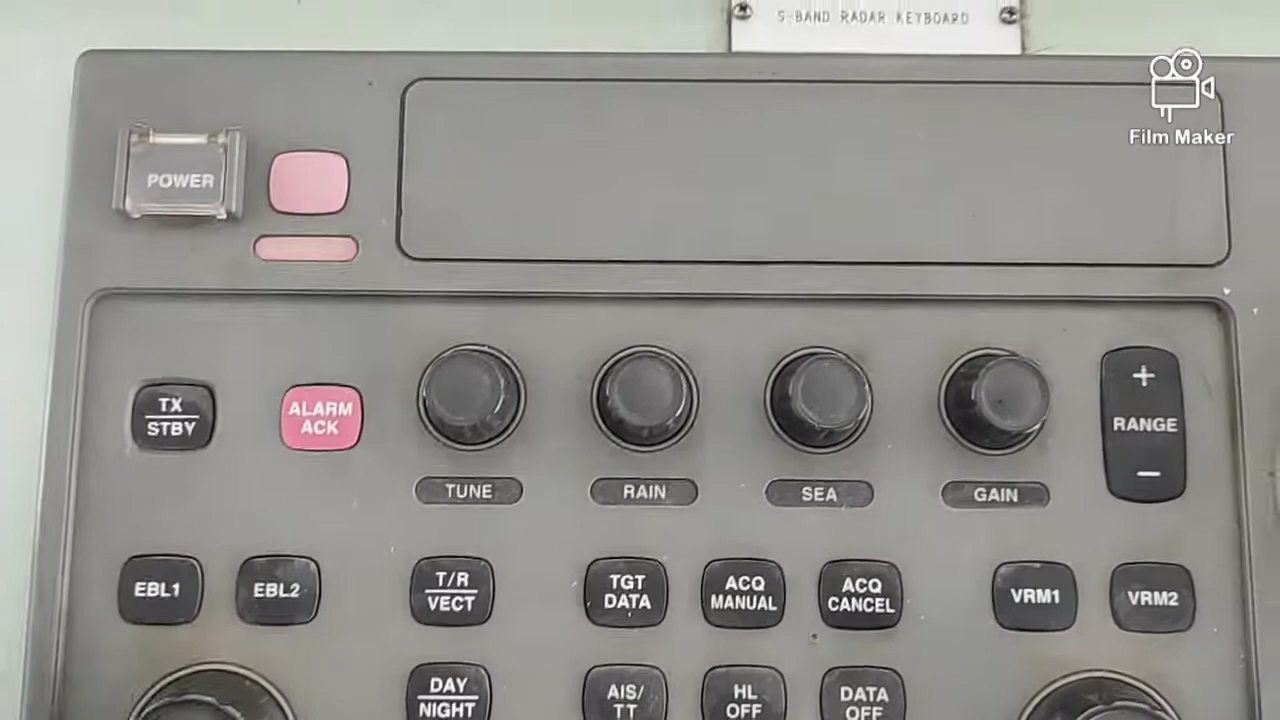 S-BAND RADAR KEYBOARD
Film Maker
POWER
TX
STBY
ALARM
ACK
TUNE
RAIN
SEA
GAIN
+
RANGE
−
EBL1
EBL2
T/R
VECT
TGT
DATA
ACQ
MANUAL
ACQ
CANCEL
VRM1
VRM2
DAY
NIGHT
AIS/
TT
HL
OFF
DATA
OFF